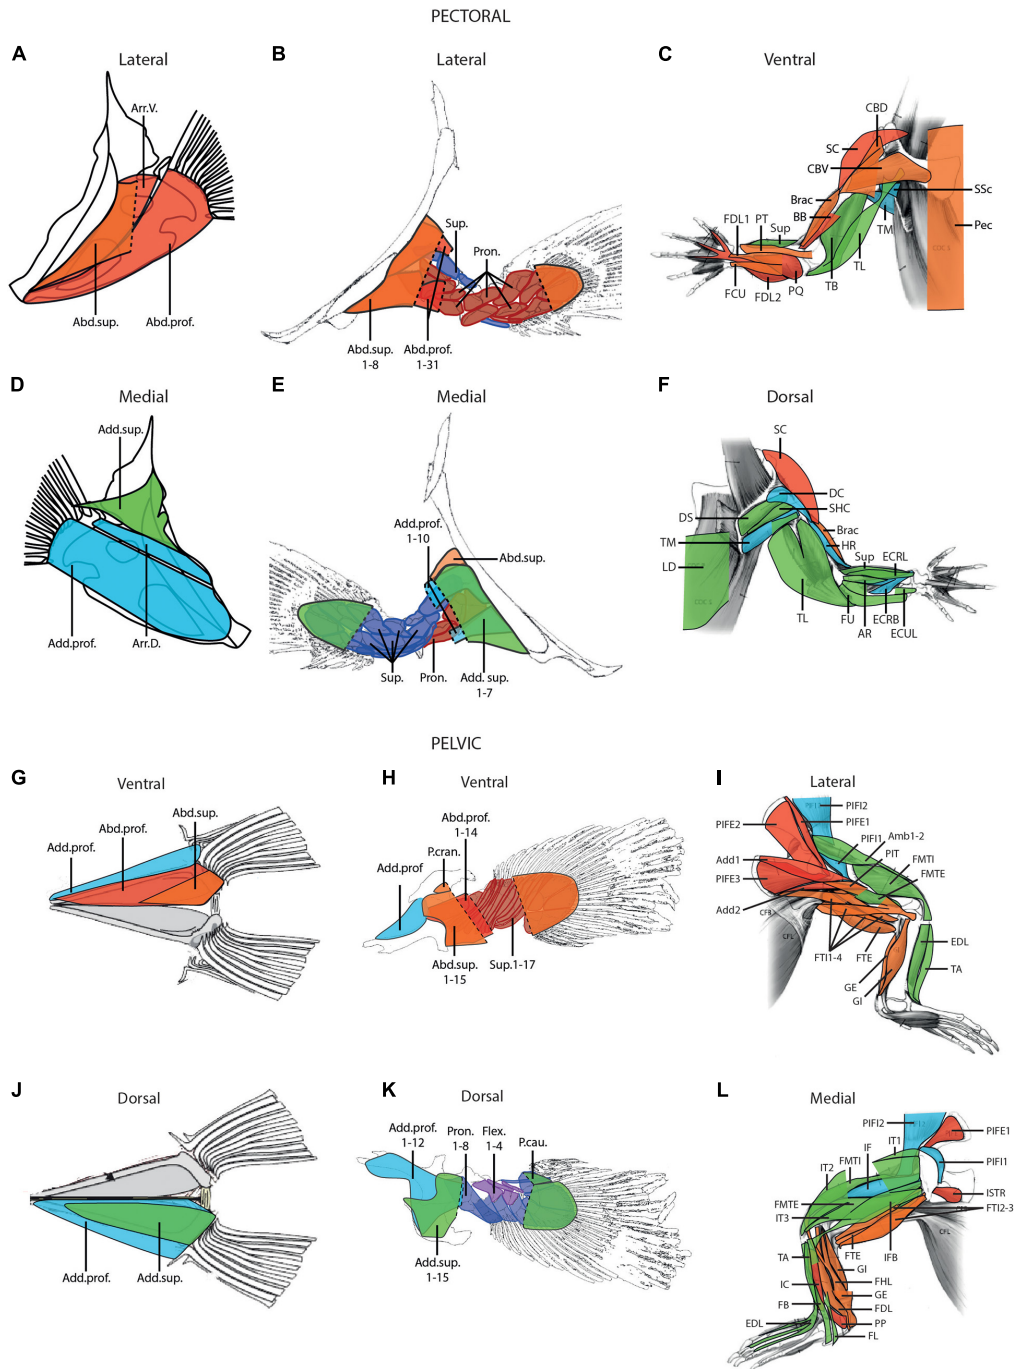 PECTORAL
A
Lateral
Arr.V.
Abd.sup.
Abd.prof.
B
Lateral
Sup.
Pron.
Abd.sup.
1-8
Abd.prof.
1-31
C
Ventral
CBD
SC
CBV
SSc
Brac
BB
TM
Pec
FDL1
PT
Sup
TL
FCU
FDL2
PQ
TB
D
Medial
Add.sup.
Add.prof.
Arr.D.
E
Medial
Add.prof.
1-10
Abd.sup.
Sup.
Pron.
Add. sup.
1-7
F
Dorsal
SC
DC
SHC
DS
Brac
TM
HR
LD
Sup
ECRL
TL
FU
ECRB
AR
ECUL
PELVIC
G
Ventral
Abd.sup.
Abd.prof.
Add.prof.
H
Ventral
Abd.prof.
1-14
P.cran.
Add.prof
Abd.sup.
1-15
Sup.1-17
I
Lateral
PIFI2
PIFE2
PIFE1
PIFI1
Amb1-2
Add1
PIT
FMTI
PIFE3
FMTE
Add2
CFB
CFL
EDL
FTI1-4
FTE
TA
GE
GI
J
Dorsal
Add.prof.
Add.sup.
K
Dorsal
Add.prof.
1-12
Pron.
1-8
Flex.
1-4
P.cau.
Add.sup.
1-15
L
Medial
PIFI2
PIFE1
IT1
IF
FMTI
PIFI1
IT2
ISTR
FMTE
FTI2-3
IT3
TA
FTE
IFB
GI
IC
FHL
GE
FB
FDL
EDL
PP
FL